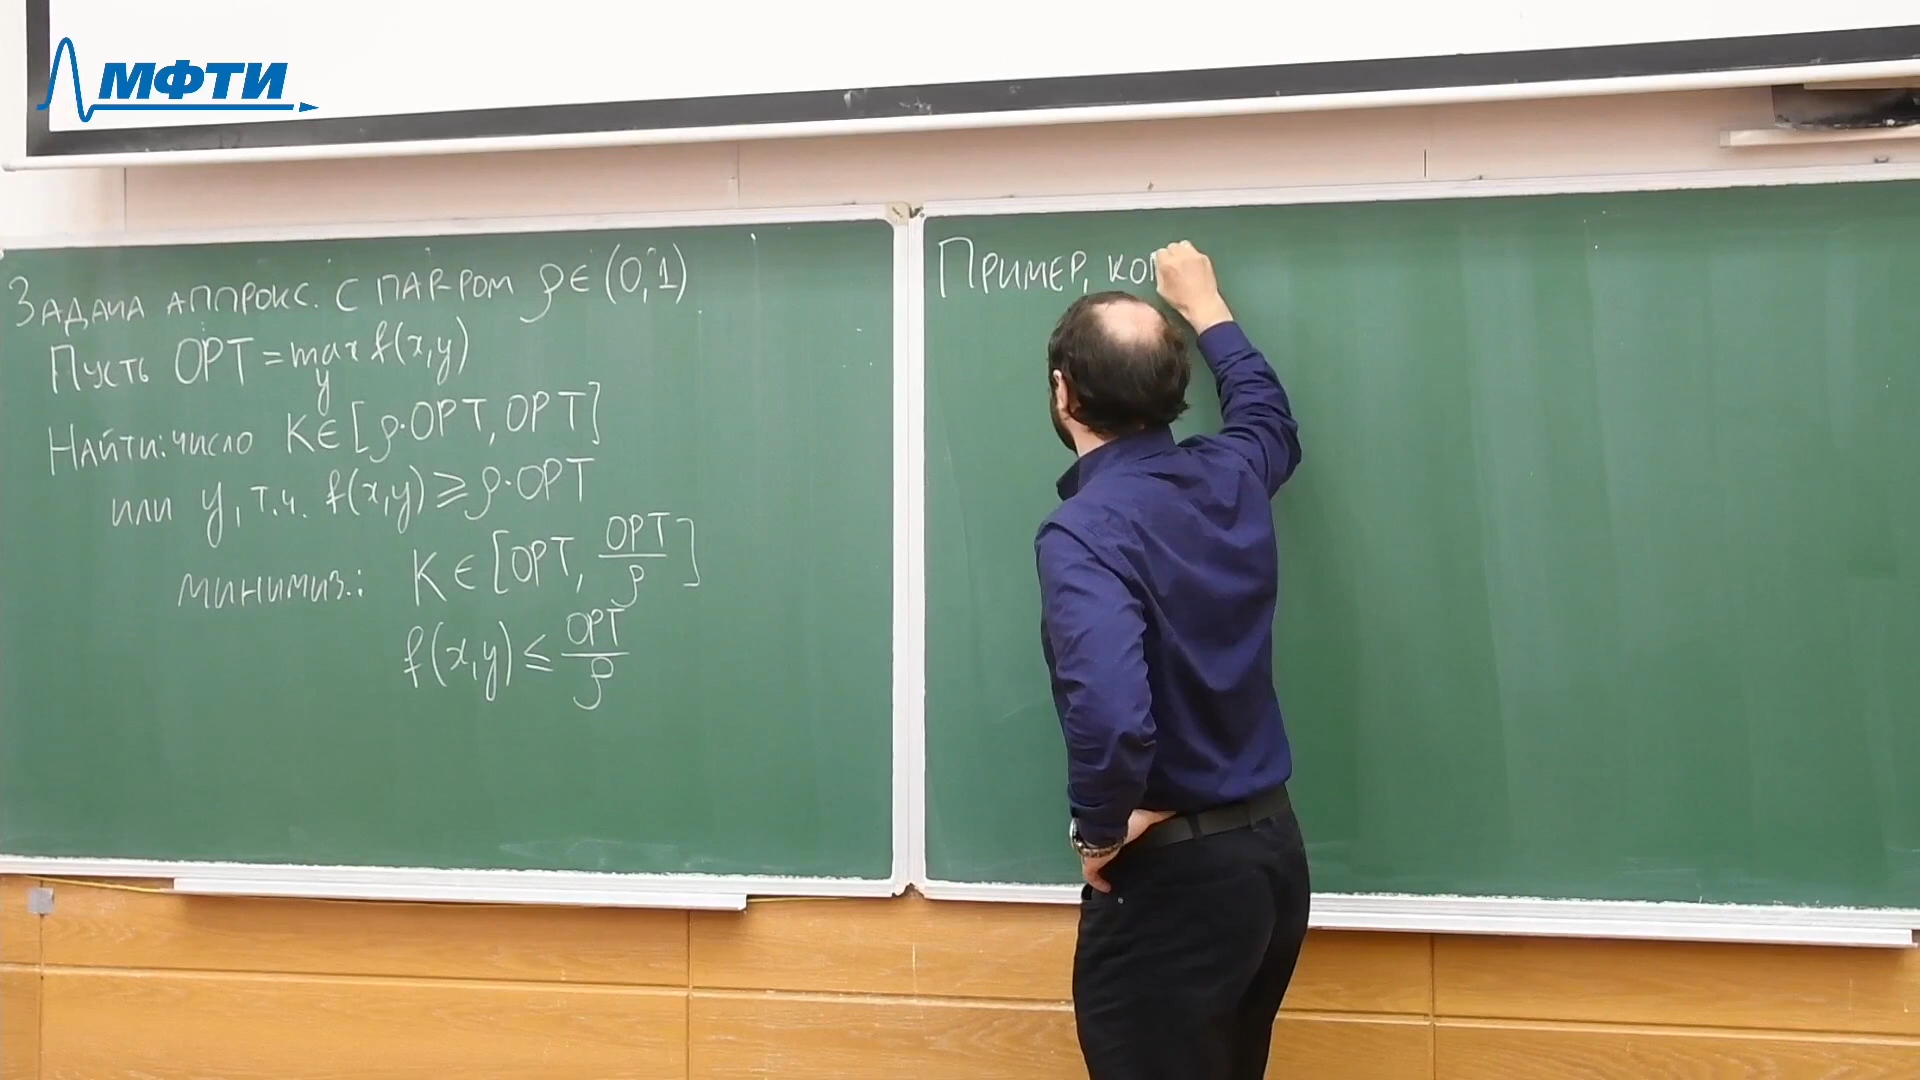 МФТИ
Задача аппрокс. с пар-ром ρ ∈ (0,1)
Пусть OPT = max f(x,y)
y
Найти: число K ∈ [ρ·OPT, OPT]
или y, т.ч. f(x,y) ⩾ ρ·OPT
минимиз.: K ∈ [OPT, OPT/ρ]
f(x,y) ⩽ OPT/ρ
Пример, ко